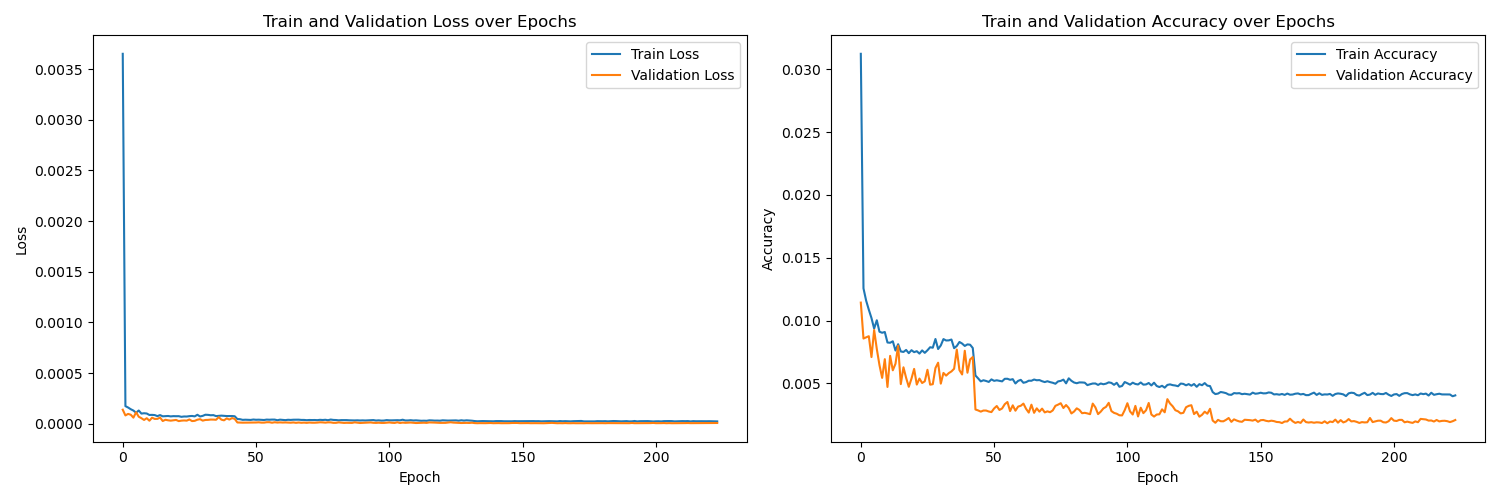 Train and Validation Loss over Epochs
Train Loss
Validation Loss
0.0035
0.0030
0.0025
0.0020
0.0015
0.0010
0.0005
0.0000
Loss
0
50
100
150
200
Epoch
Train and Validation Accuracy over Epochs
Train Accuracy
Validation Accuracy
0.030
0.025
0.020
0.015
0.010
0.005
Accuracy
0
50
100
150
200
Epoch